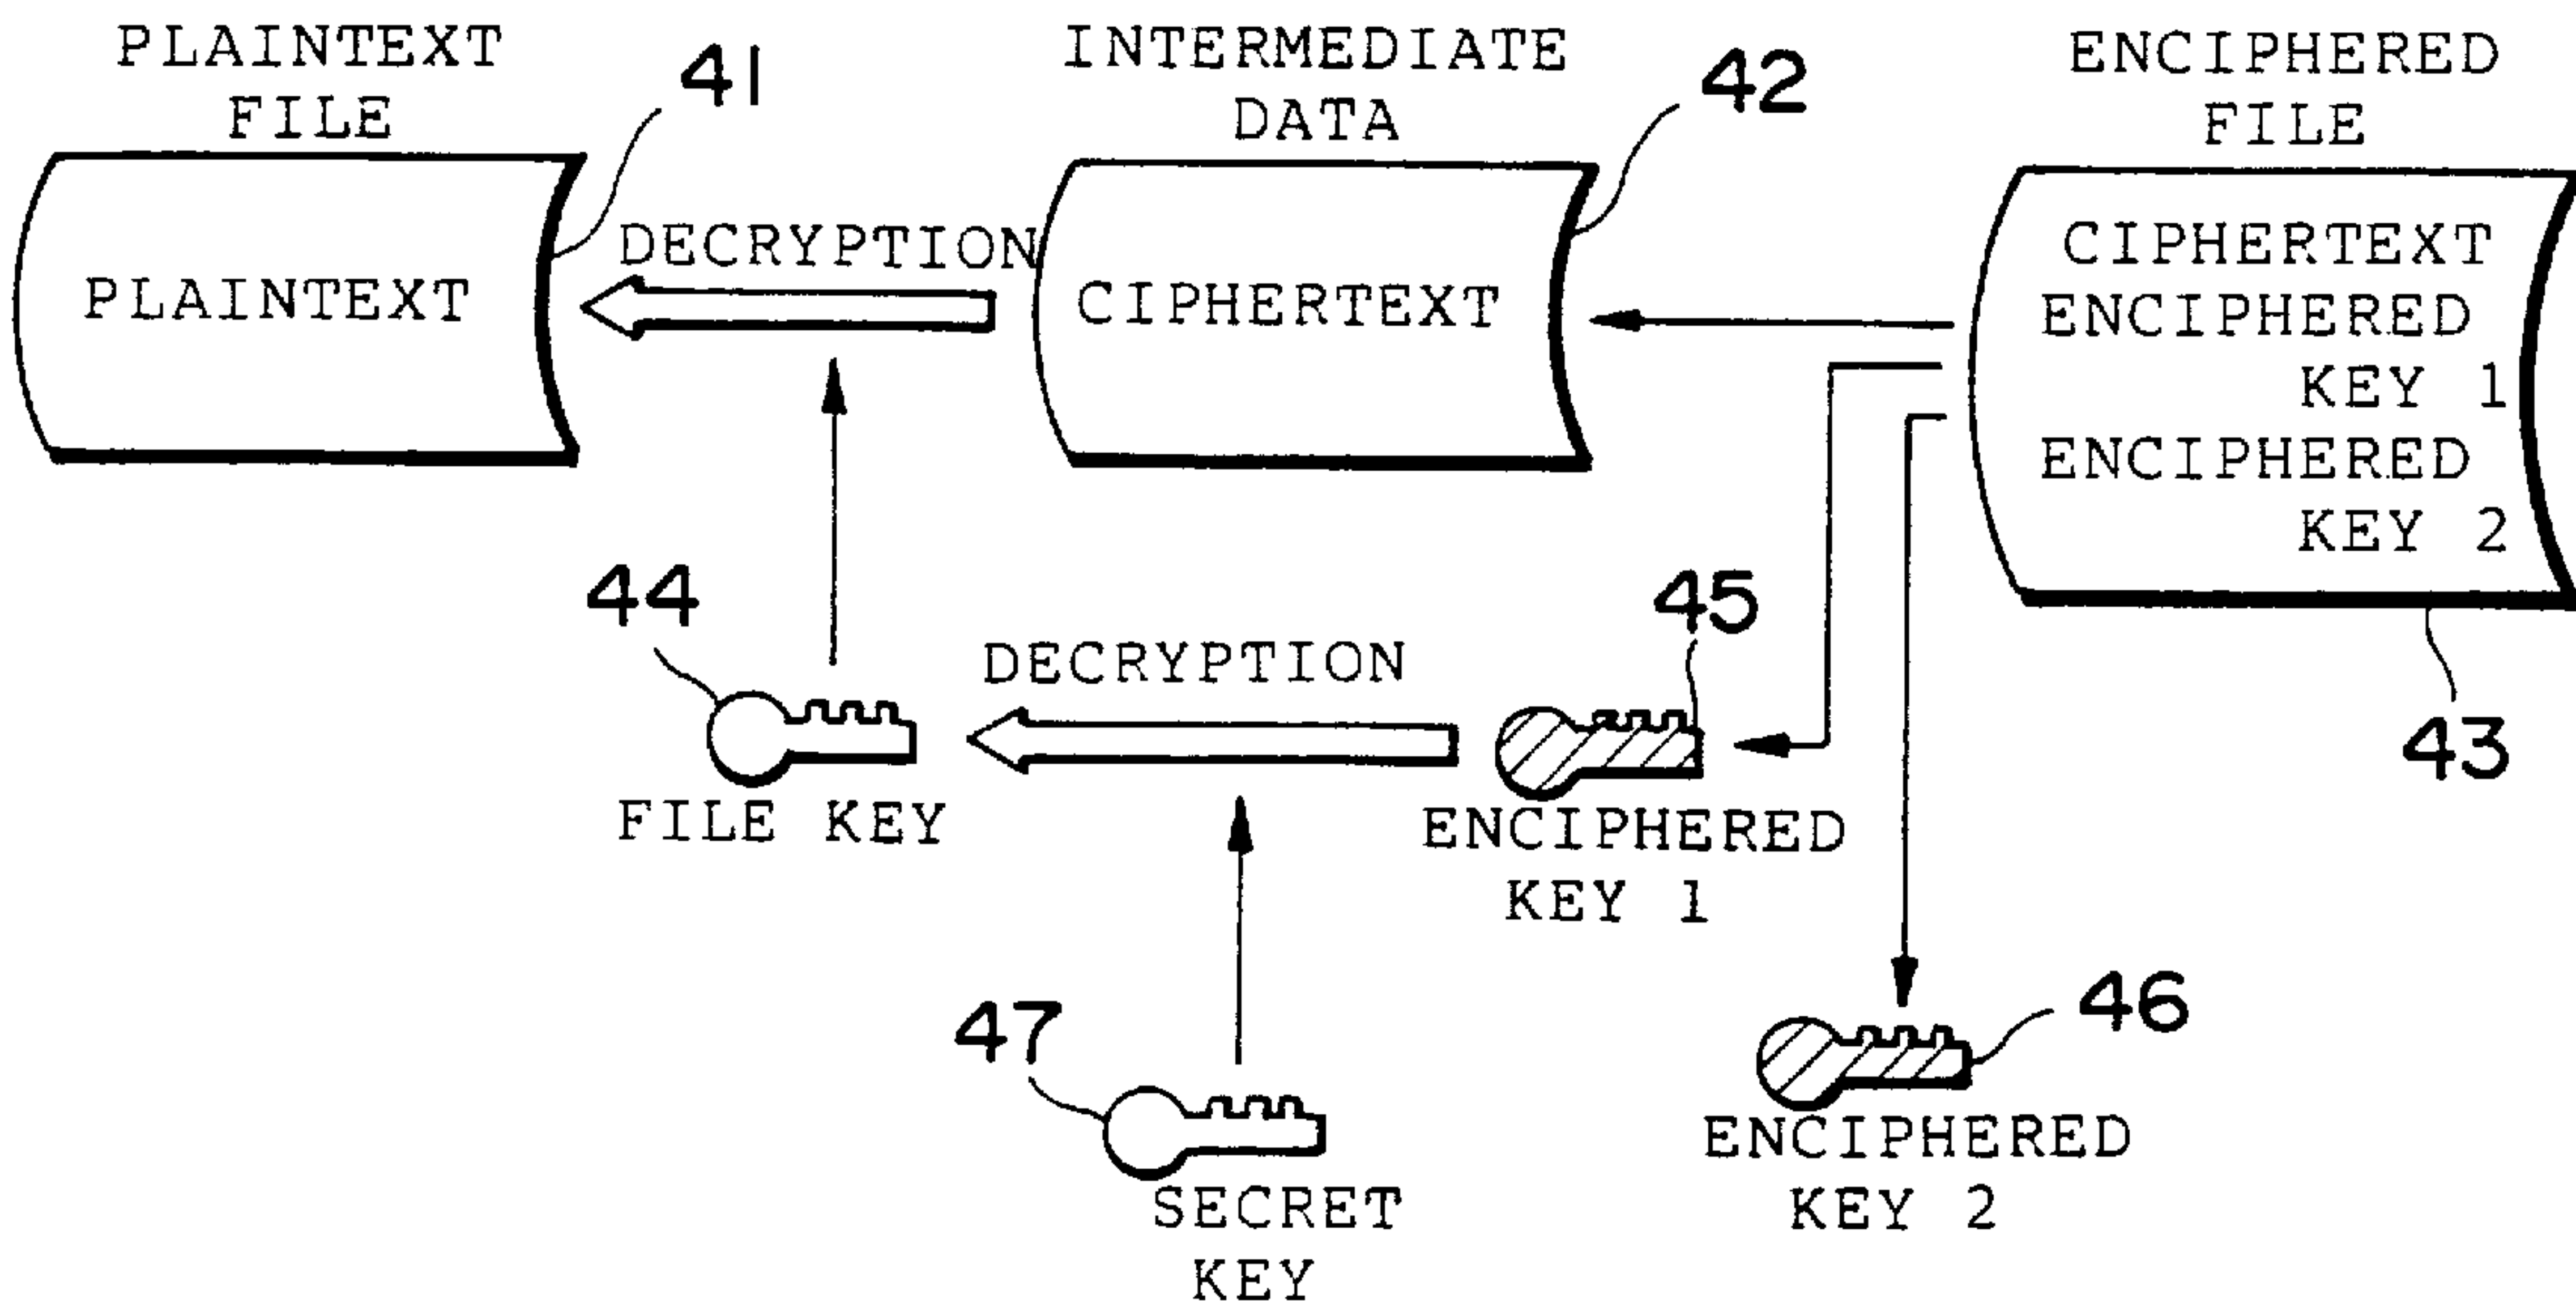 PLAINTEXT
FILE
41
INTERMEDIATE
DATA
42
ENCIPHERED
FILE
PLAINTEXT
DECRYPTION
CIPHERTEXT
CIPHERTEXT
ENCIPHERED
KEY 1
ENCIPHERED
KEY 2
43
44
FILE KEY
DECRYPTION
45
ENCIPHERED
KEY 1
47
SECRET
KEY
46
ENCIPHERED
KEY 2